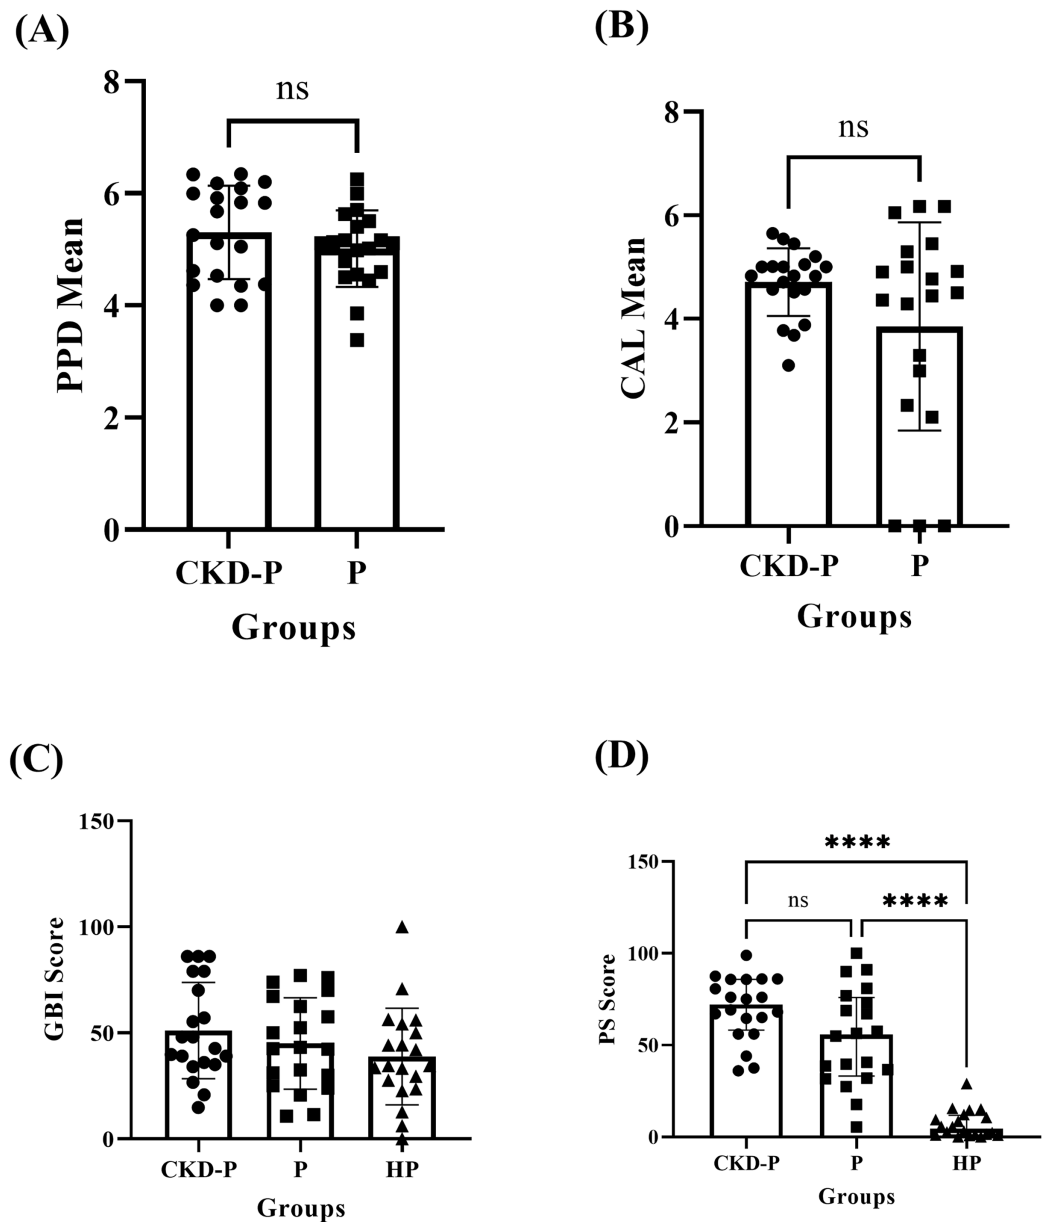 (A)
PPD Mean
8
6
4
2
0
ns
CKD-P P
Groups
(B)
CAL Mean
8
6
4
2
0
ns
CKD-P P
Groups
(C)
GBI Score
150
100
50
0
CKD-P P HP
Groups
(D)
PS Score
150
100
50
0
****
ns ****
CKD-P P HP
Groups